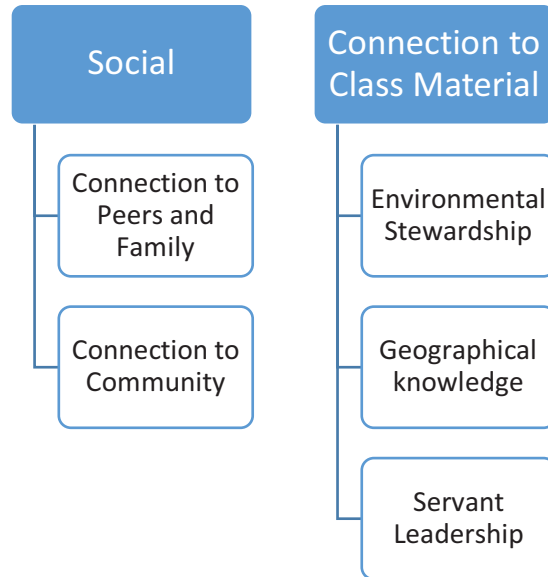 Social
Connection to
Peers and
Family
Connection to
Community
Connection to
Class Material
Environmental
Stewardship
Geographical
knowledge
Servant
Leadership